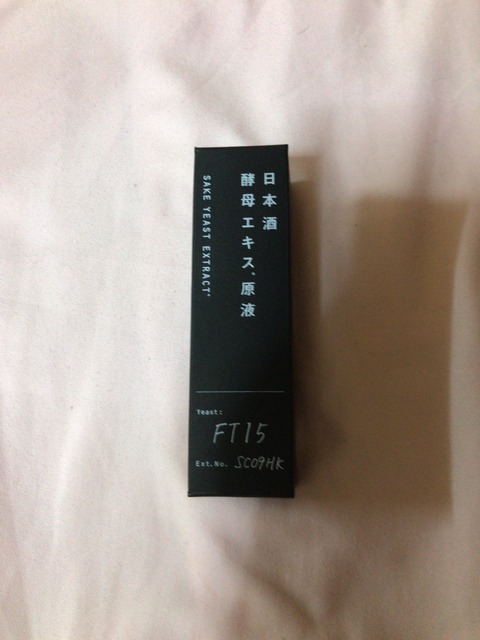 日本酒
酵母エキス、原液
SAKE YEAST EXTRACT*
Yeast:
FT15
Ext.No. SC09HK